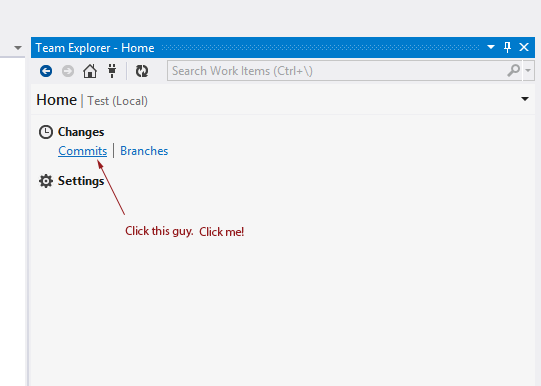 Team Explorer - Home
Search Work Items (Ctrl+\)
Home | Test (Local)
Changes
Commits | Branches
Settings
Click this guy. Click me!